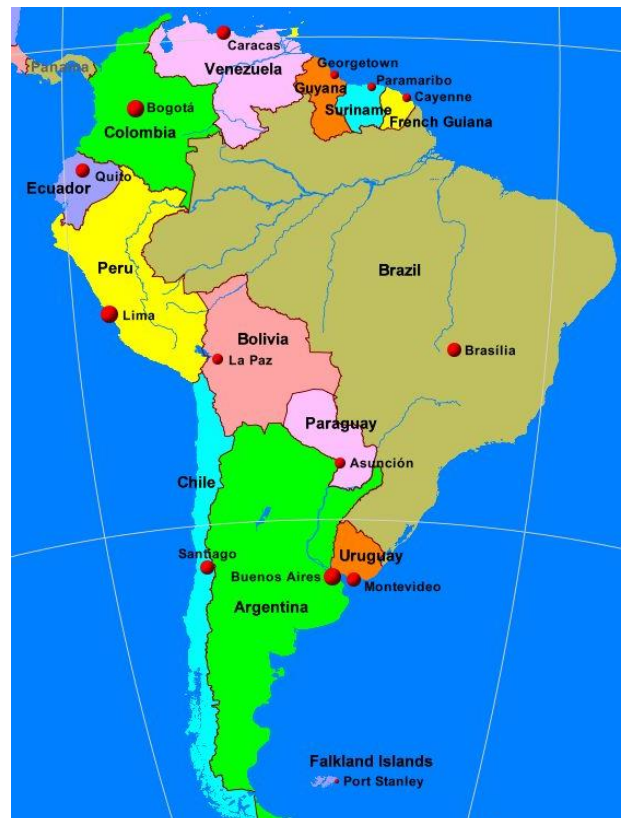 Caracas
Panama
Venezuela
Georgetown
Paramaribo
Guyana
Cayenne
Bogotá
Suriname
Colombia
French Guiana
Quito
Ecuador
Peru
Brazil
Lima
Bolivia
Brasília
La Paz
Paraguay
Asunción
Chile
Santiago
Uruguay
Buenos Aires
Montevideo
Argentina
Falkland Islands
Port Stanley